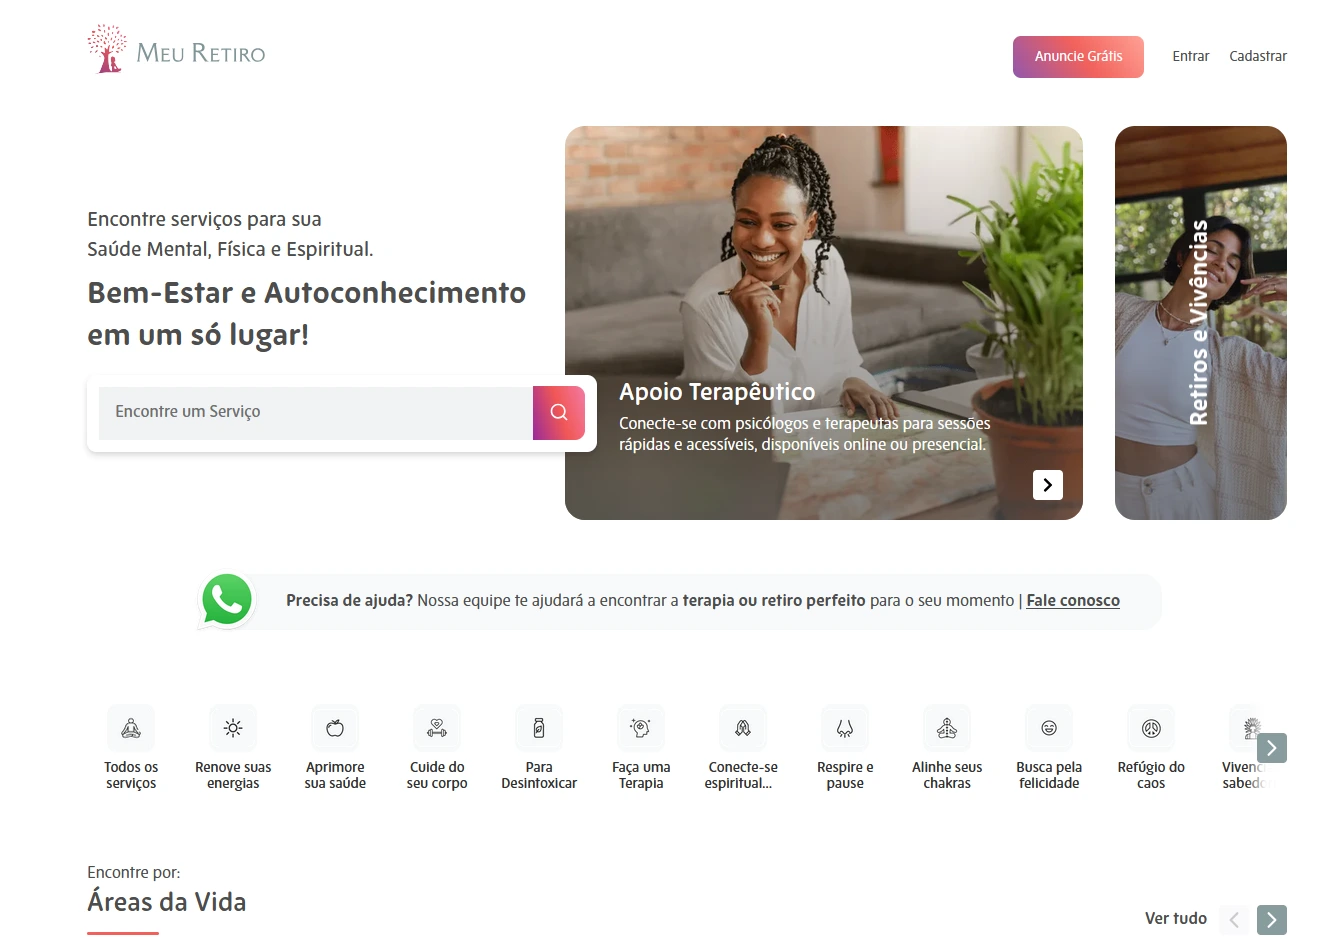 MEU RETIRO
Anuncie Grátis
Entrar
Cadastrar
Encontre serviços para sua
Saúde Mental, Física e Espiritual.
Bem-Estar e Autoconhecimento
em um só lugar!
Encontre um Serviço
Apoio Terapêutico
Conecte-se com psicólogos e terapeutas para sessões
rápidas e acessíveis, disponíveis online ou presencial.
Retiros e Vivências
Precisa de ajuda? Nossa equipe te ajudará a encontrar a terapia ou retiro perfeito para o seu momento | Fale conosco
Todos os
serviços
Renove suas
energias
Aprimore
sua saúde
Cuide do
seu corpo
Para
Desintoxicar
Faça uma
Terapia
Conecte-se
espiritual...
Respire e
pause
Alinhe seus
chakras
Busca pela
felicidade
Refúgio do
caos
Encontre por:
Áreas da Vida
Ver tudo